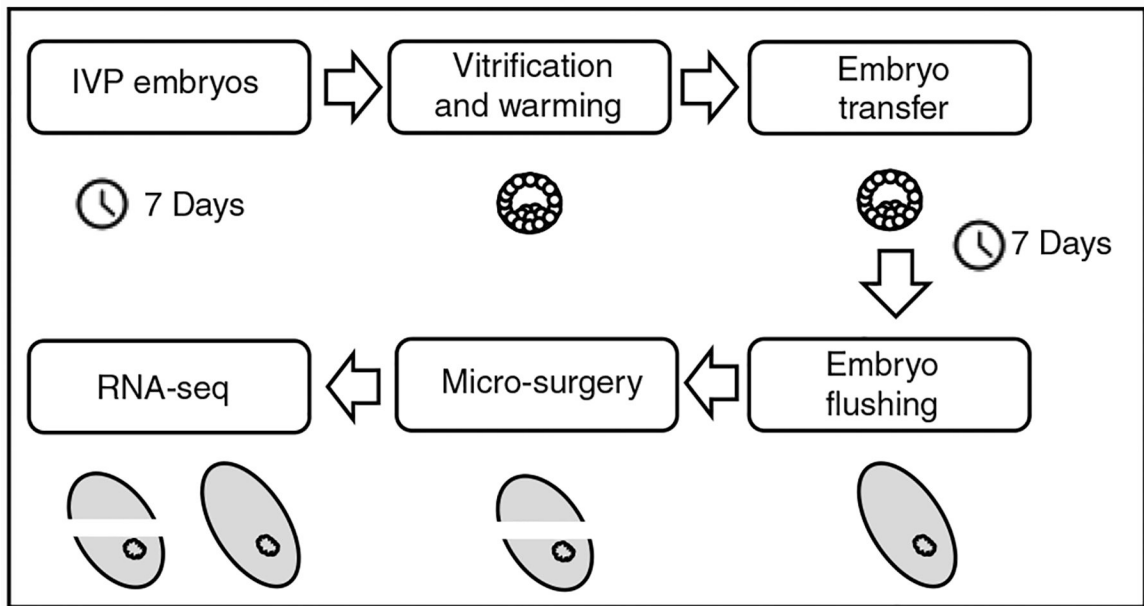 IVP embryos
Vitrification
and warming
Embryo
transfer
7 Days
7 Days
RNA-seq
Micro-surgery
Embryo
flushing